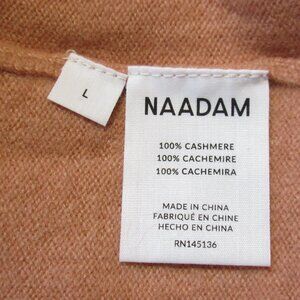 L
NAADAM
100% CASHMERE
100% CACHEMIRE
100% CACHEMIRA
MADE IN CHINA
FABRIQUÉ EN CHINE
HECHO EN CHINA
RN145136